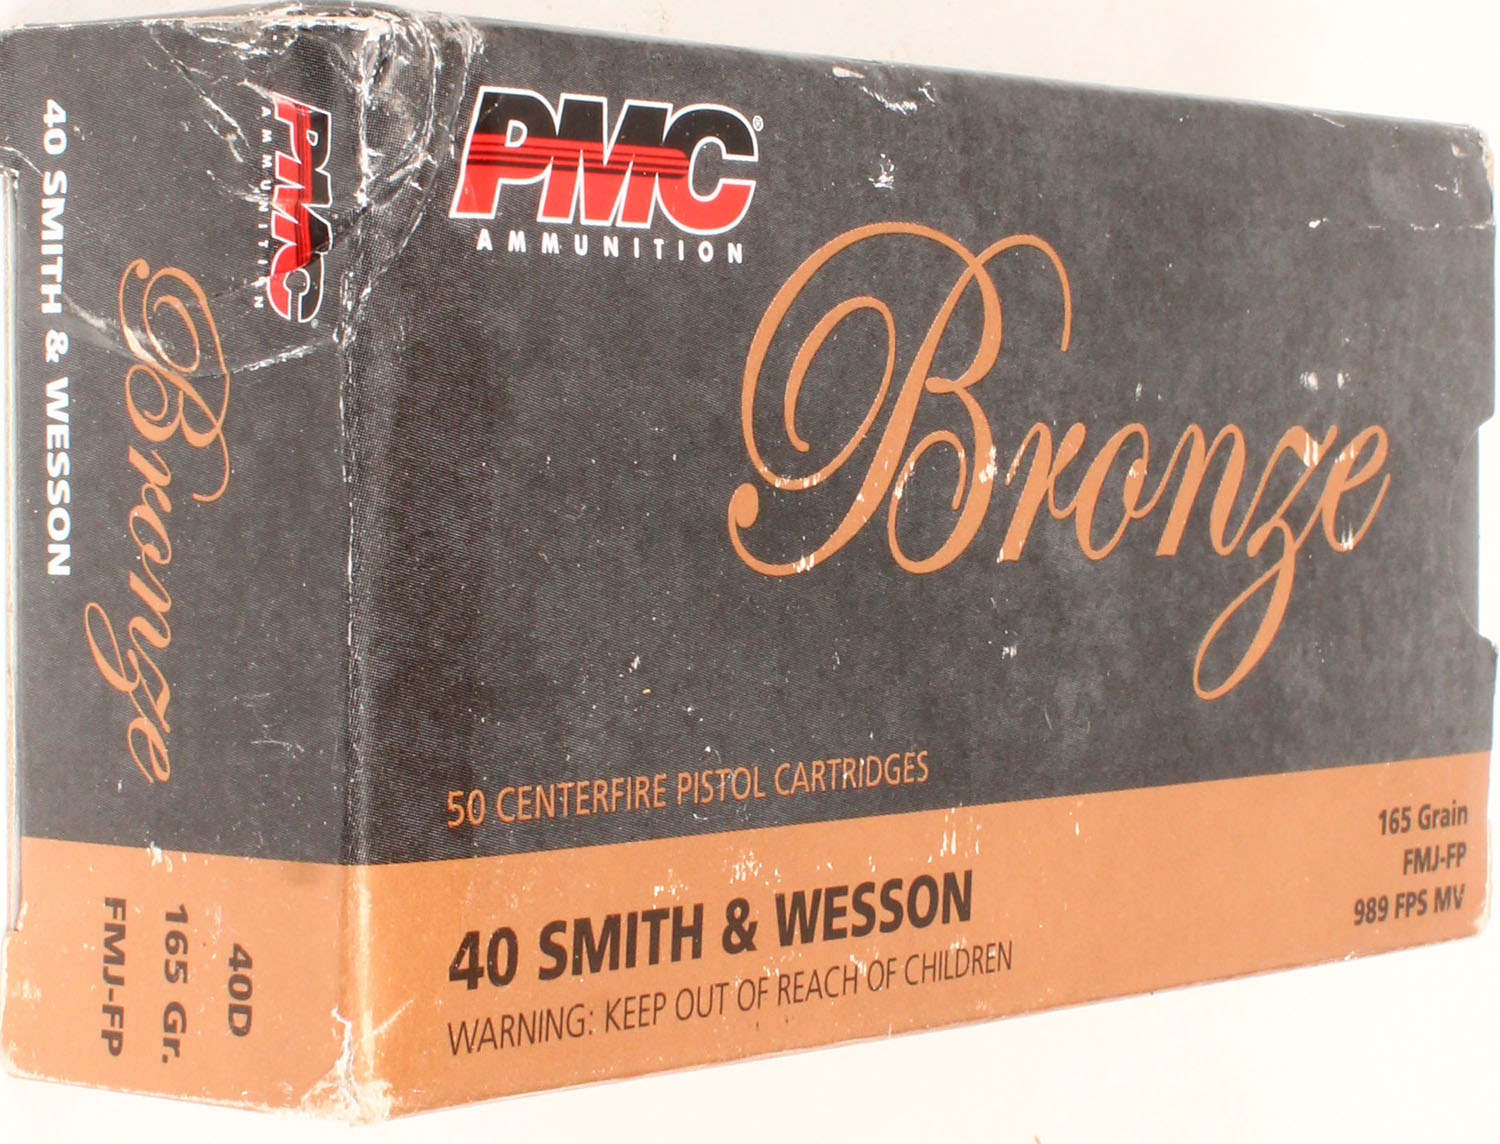 PMC®
AMMUNITION
Bronze
50 CENTERFIRE PISTOL CARTRIDGES
40 SMITH & WESSON
WARNING: KEEP OUT OF REACH OF CHILDREN
165 Grain
FMJ-FP
989 FPS MV
PMC®
AMMUNITION
Bronze
40 SMITH & WESSON
40D
165 Gr.
FMJ-FP